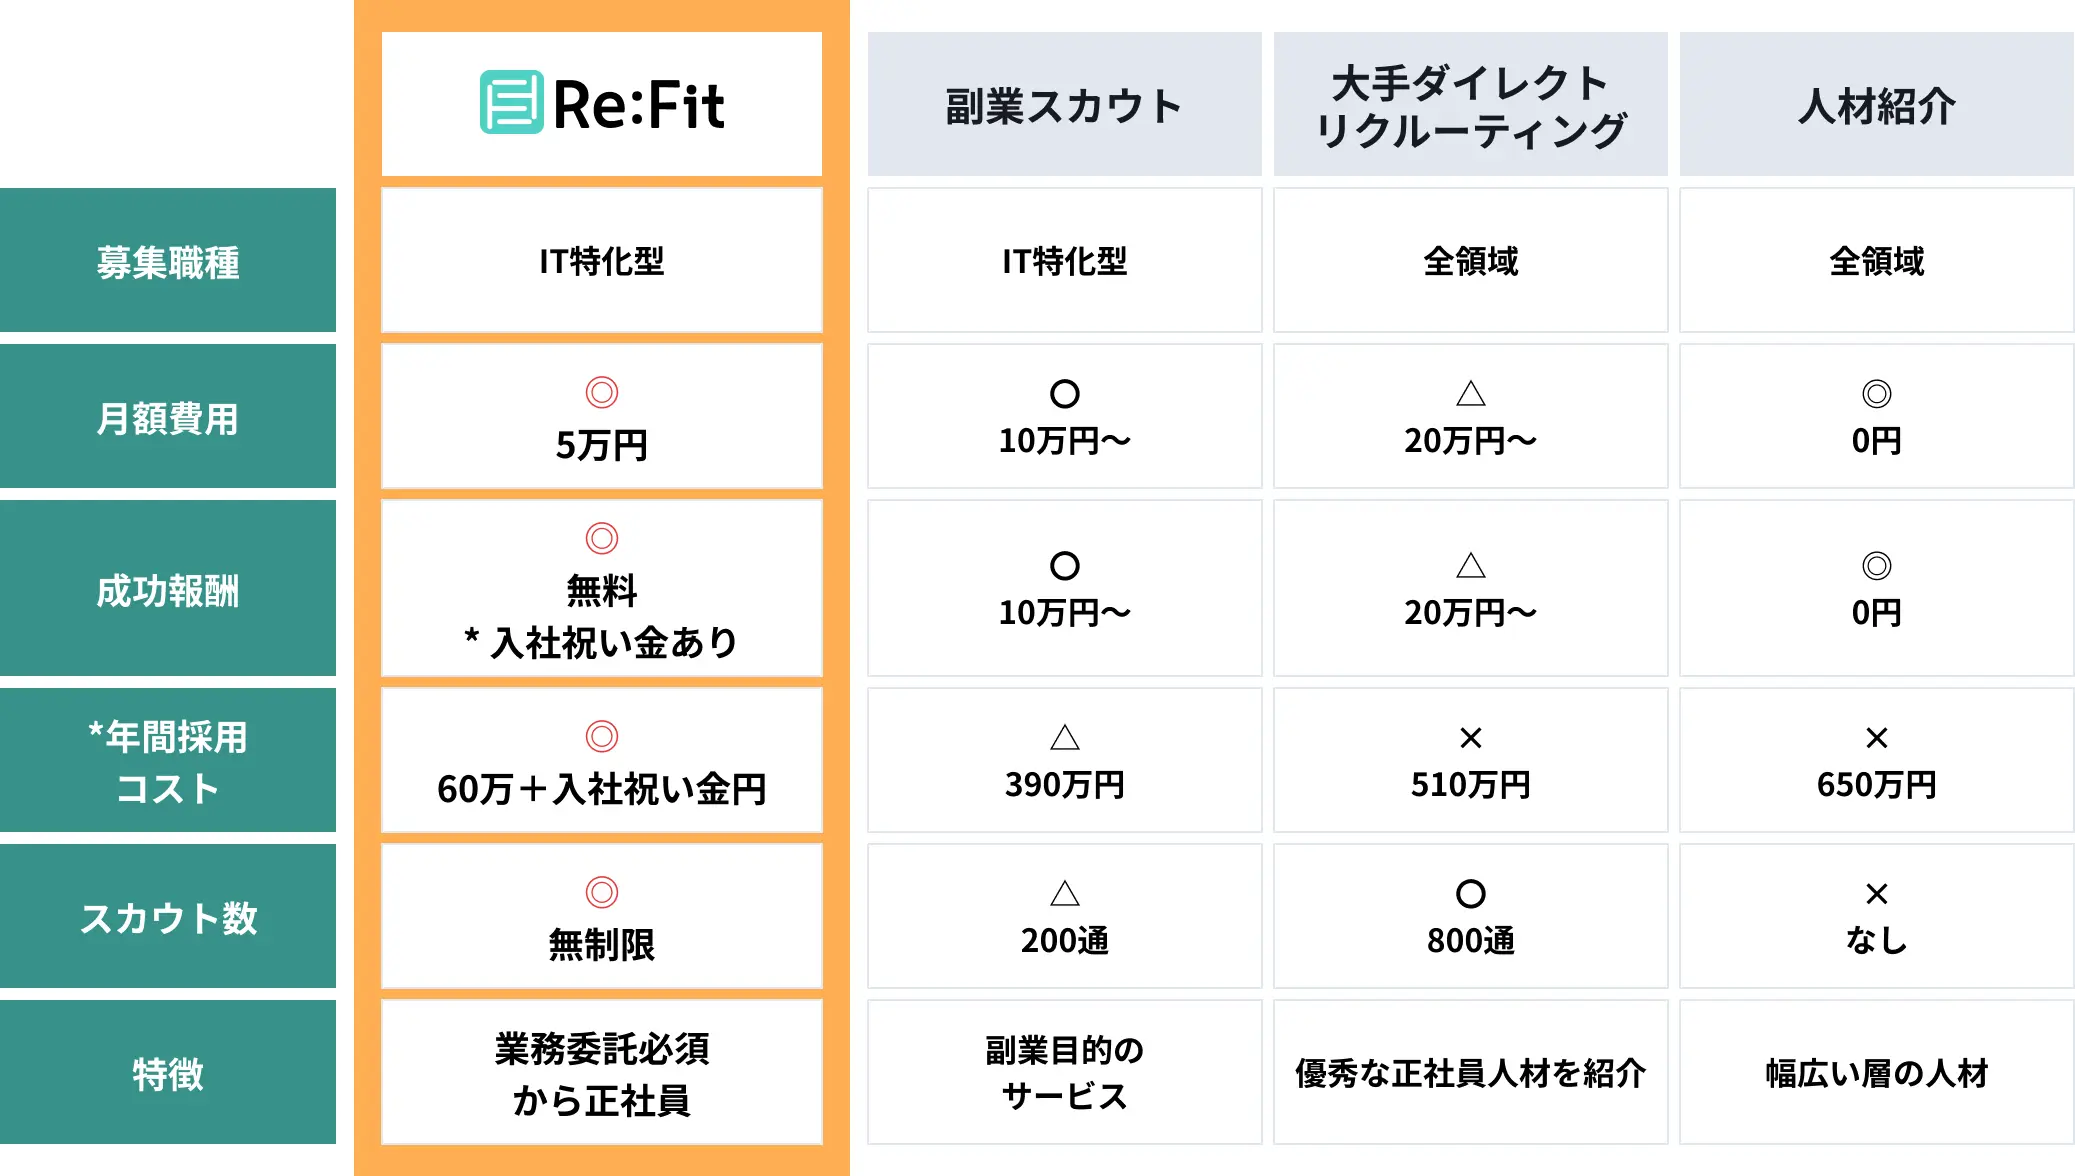 Re:Fit
副業スカウト
大手ダイレクト
リクルーティング
人材紹介
募集職種
IT特化型
IT特化型
全領域
全領域
月額費用
◎
5万円
〇
10万円〜
△
20万円〜
◎
0円
成功報酬
◎
無料
* 入社祝い金あり
〇
10万円〜
△
20万円〜
◎
0円
*年間採用
コスト
◎
60万＋入社祝い金円
△
390万円
×
510万円
×
650万円
スカウト数
◎
無制限
△
200通
〇
800通
×
なし
特徴
業務委託必須
から正社員
副業目的の
サービス
優秀な正社員人材を紹介
幅広い層の人材